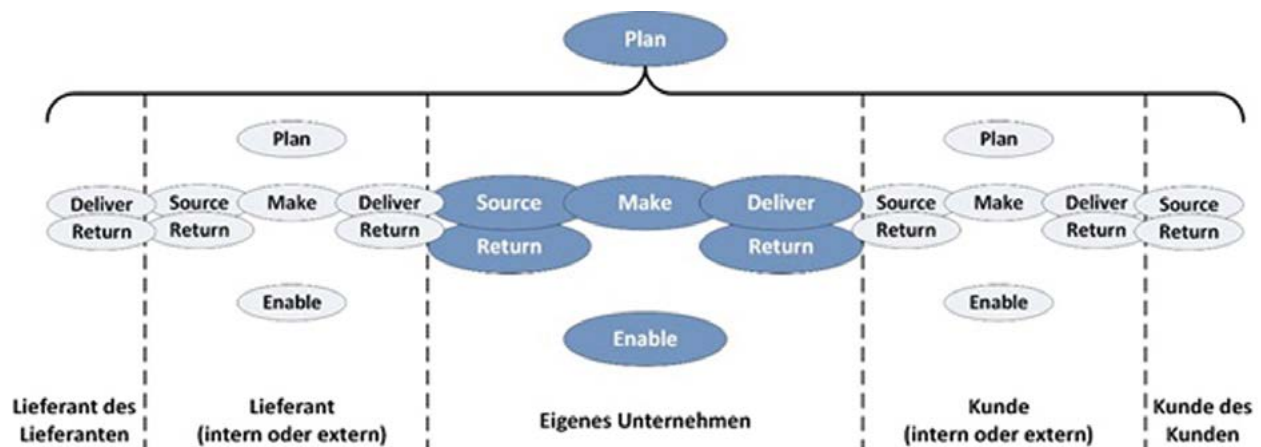 Plan
Plan
Plan
Deliver
Source
Make
Deliver
Source
Make
Deliver
Source
Make
Deliver
Source
Return
Return
Return
Return
Return
Return
Return
Return
Enable
Enable
Enable
Lieferant des
Lieferanten
Lieferant
(intern oder extern)
Eigenes Unternehmen
Kunde
(intern oder extern)
Kunde des
Kunden